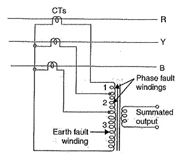 CTs
R
Y
B
1
Phase fault
windings
2
3
Summated
output
Earth fault
winding